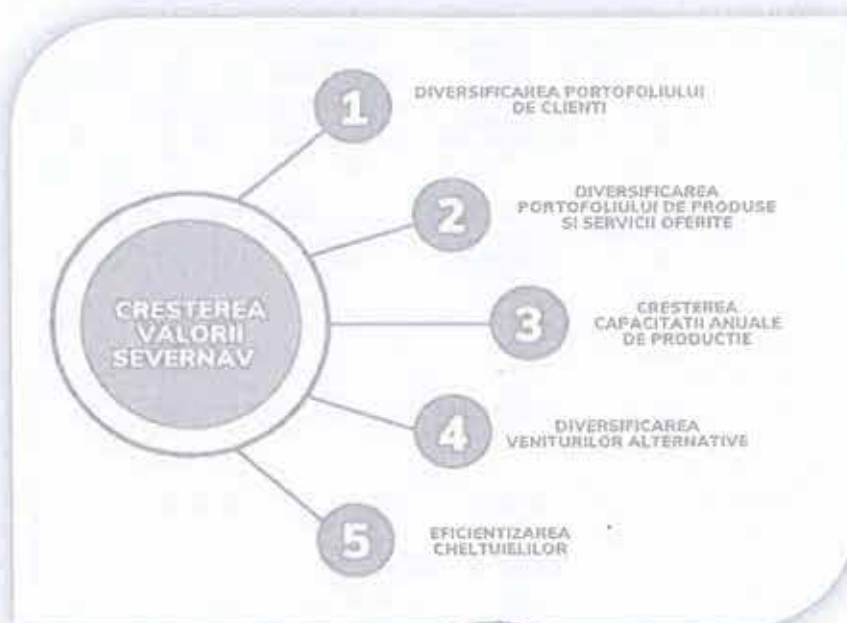 1
DIVERSIFICAREA PORTOFOLIULUI
DE CLIENTI
2
DIVERSIFICAREA
PORTOFOLIULUI DE PRODUSE
SI SERVICII OFERITE
CRESTEREA
VALORII
SEVERNAV
3
CRESTEREA
CAPACITATII ANUALE
DE PRODUCTIE
4
DIVERSIFICAREA
VENITURILOR ALTERNATIVE
5
EFICIENTIZAREA
CHELTUIELILOR